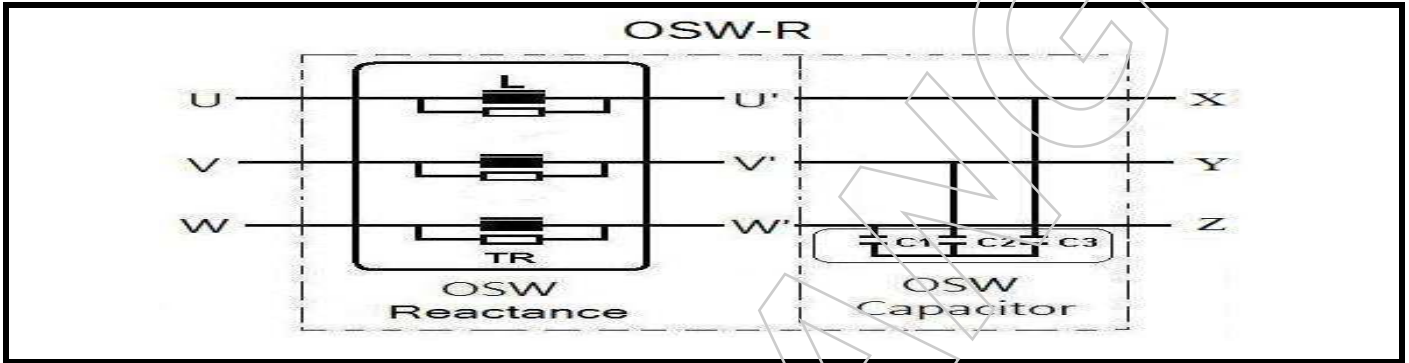 OSW-R
L
U U' X
V V' Y
W W' Z
C1 C2 C3
TR
OSW
Reactance
OSW
Capacitor